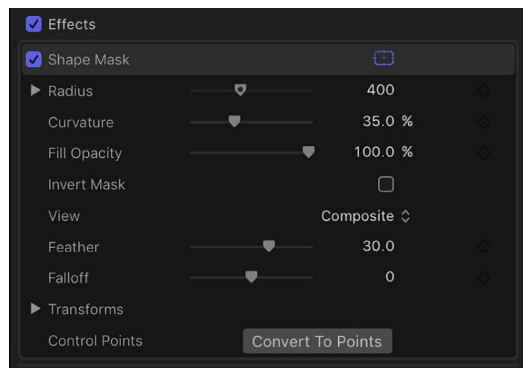 Effects
Shape Mask
Radius 400
Curvature 35.0 %
Fill Opacity 100.0 %
Invert Mask
View Composite
Feather 30.0
Falloff 0
Transforms
Control Points Convert To Points